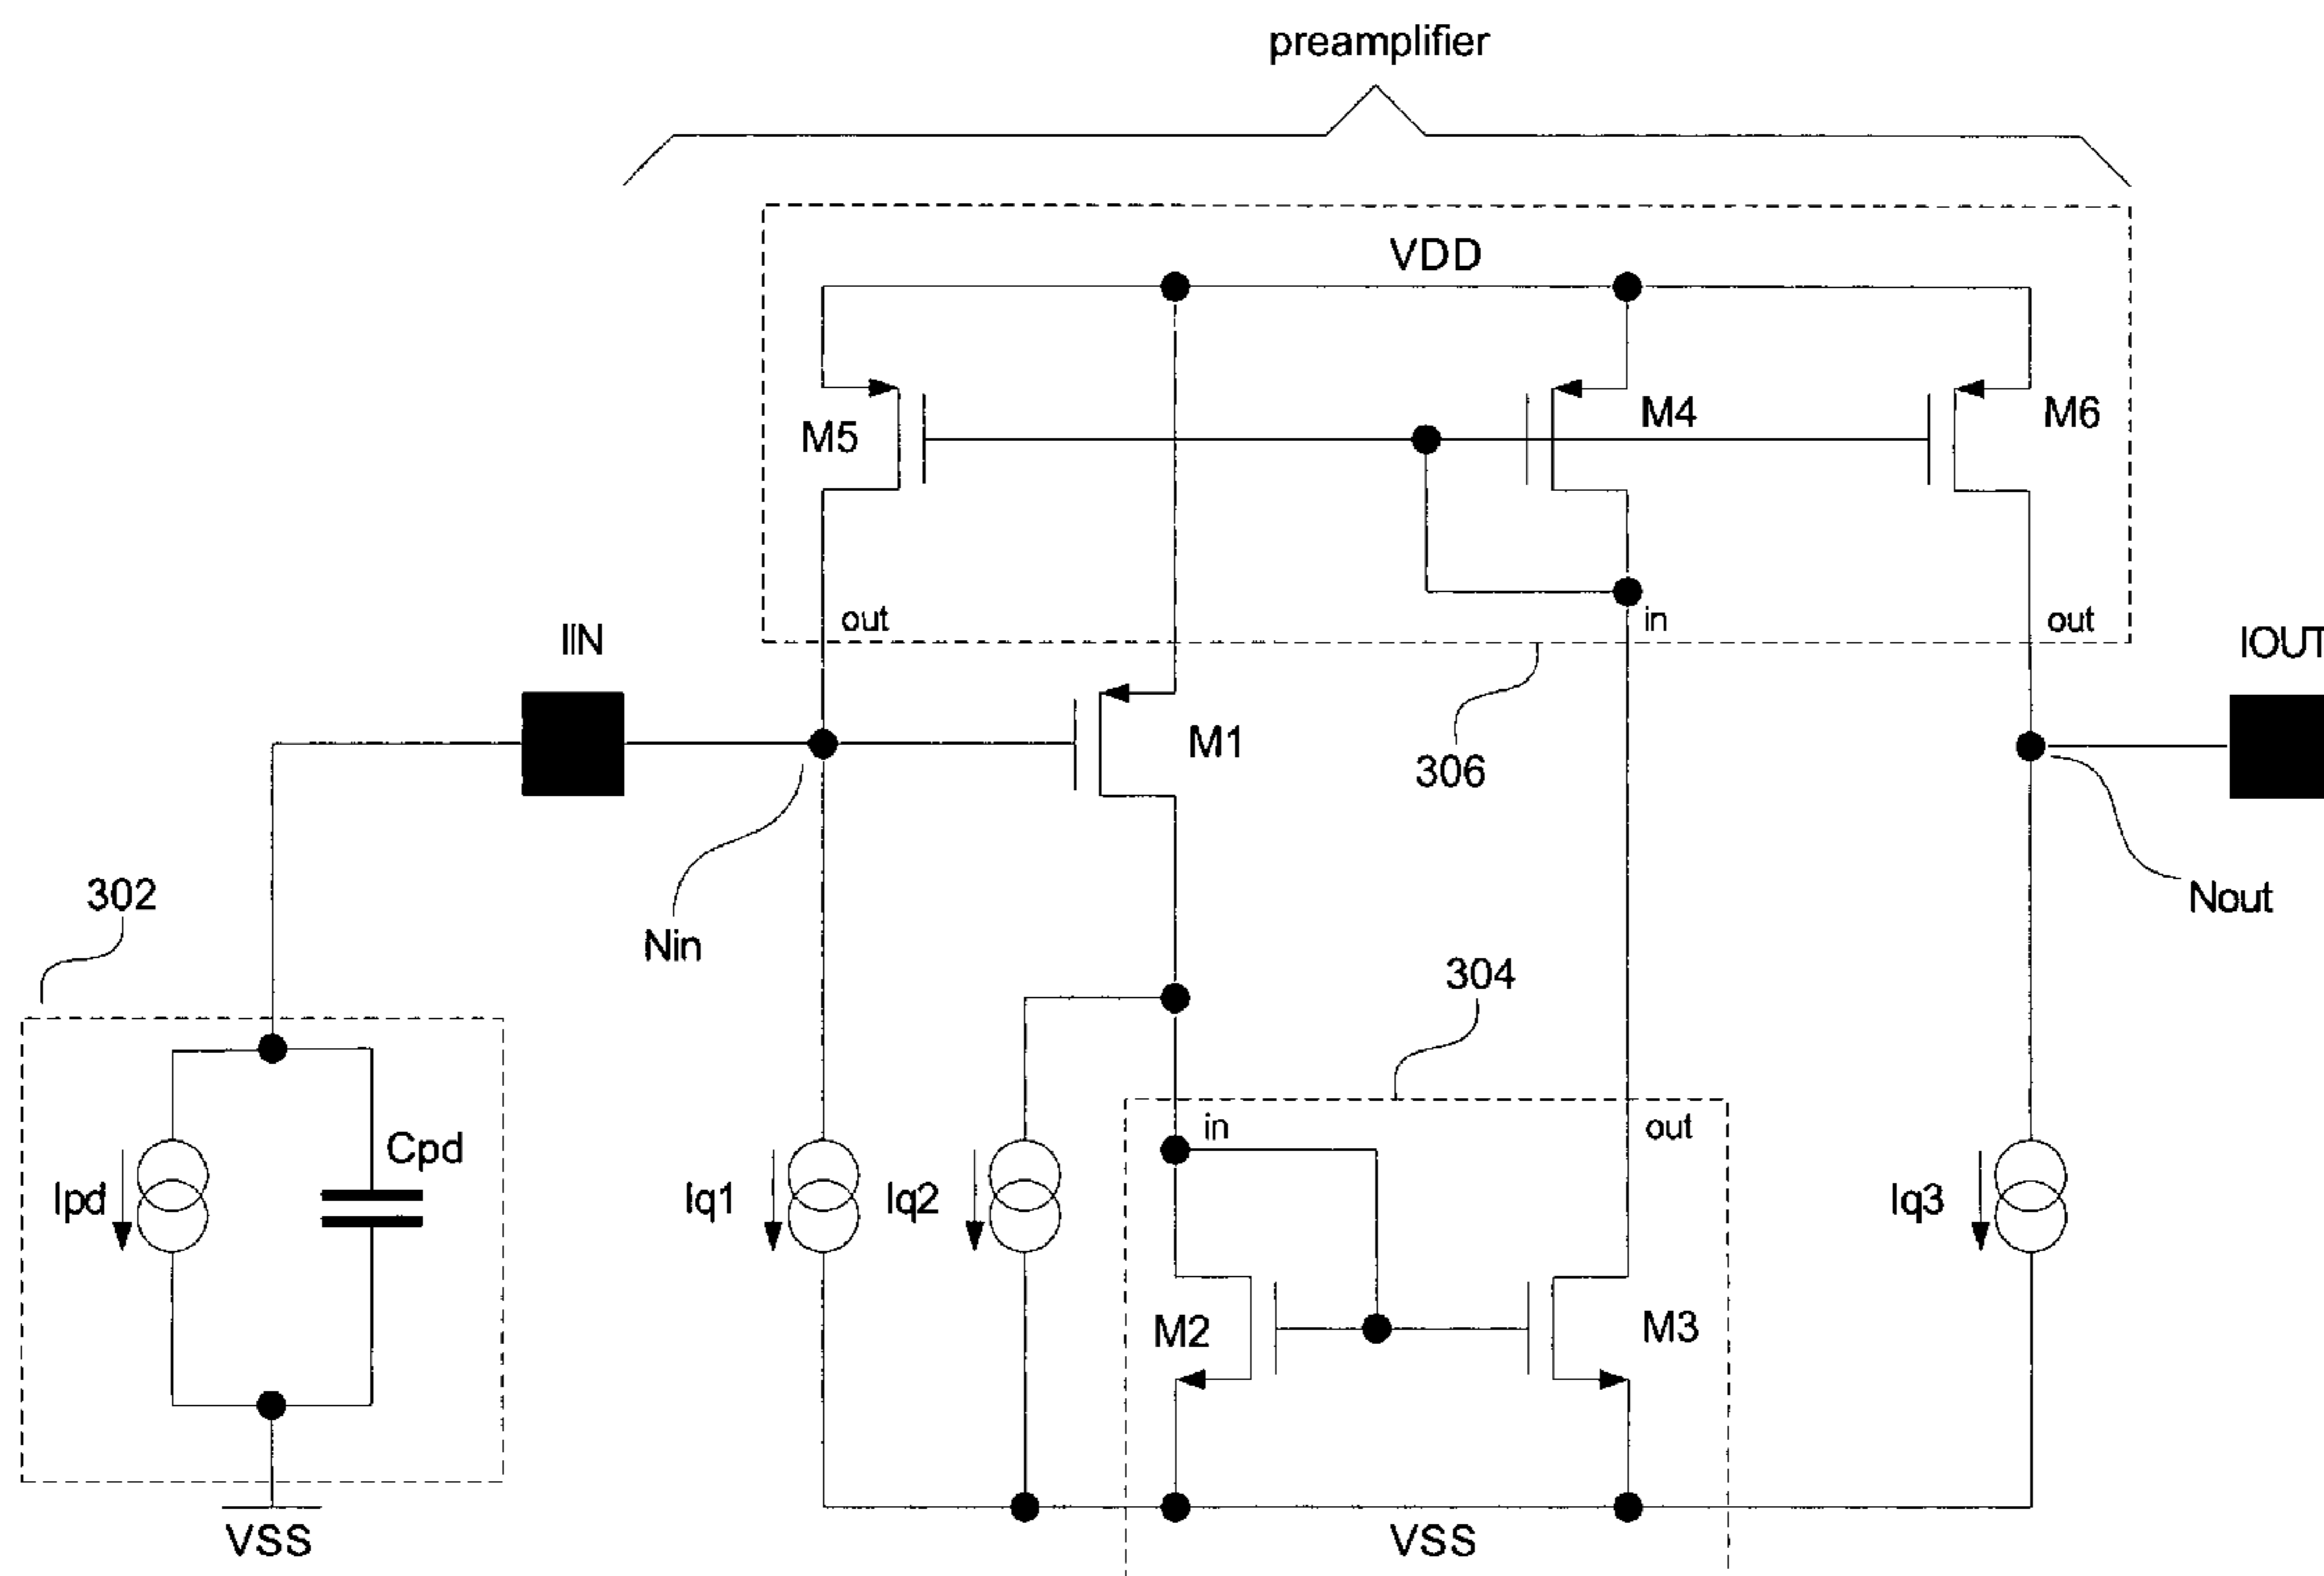 preamplifier
VDD
M5
M4
M6
out
in
out
IIN
IOUT
M1
306
302
Nin
Nout
304
in
out
Cpd
Ipd
Iq1
Iq2
Iq3
M2
M3
VSS
VSS